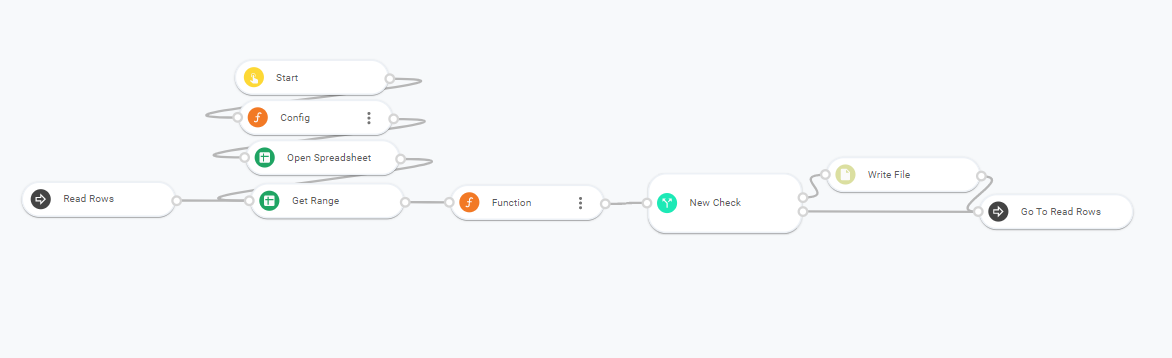 Start
Config
Open Spreadsheet
Read Rows
Get Range
Function
New Check
Write File
Go To Read Rows